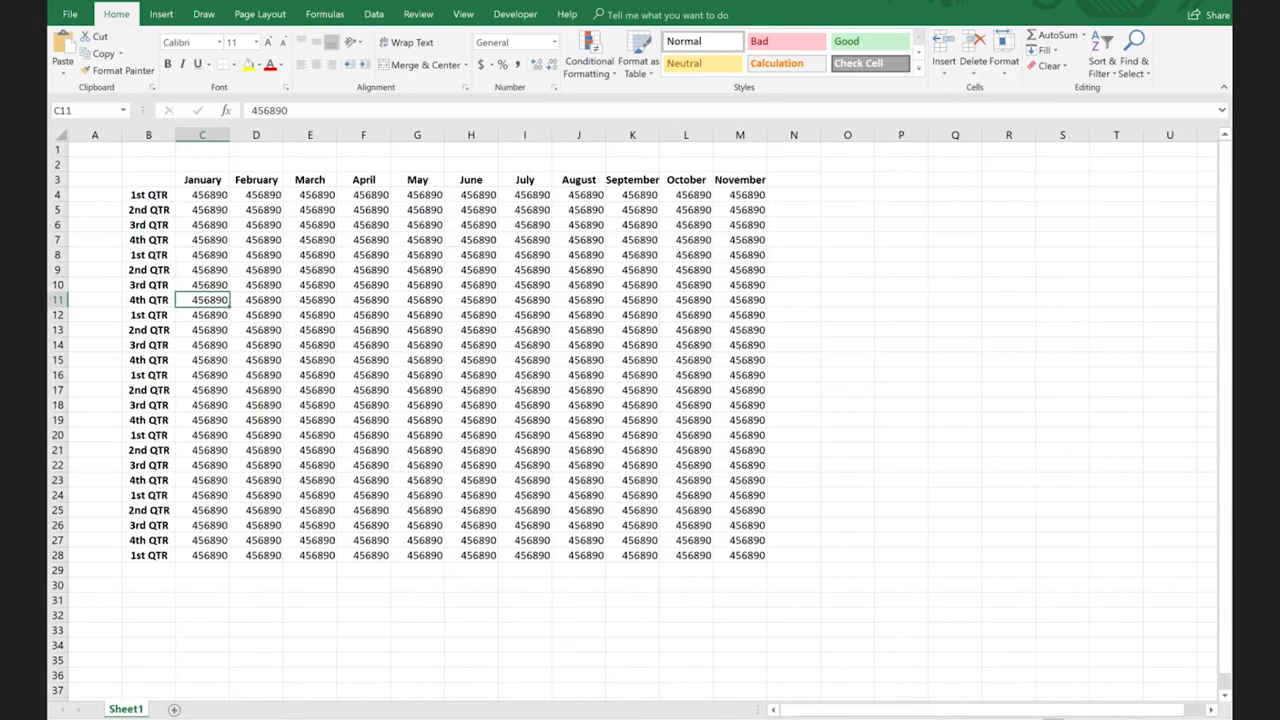 File Home Insert Draw Page Layout Formulas Data Review View Developer Help Tell me what you want to do Share
Paste Cut Copy Format Painter Clipboard
Calibri 11 B I U A Font
Wrap Text Merge & Center Alignment
General $ % , Number
Conditional Formatting Format as Table Normal Bad Good Neutral Calculation Check Cell Styles
Insert Delete Format Cells
AutoSum Fill Clear Sort & Filter Find & Select Editing
C11 fx 456890
A B C D E F G H I J K L M N O P Q R S T U
1
2
3 January February March April May June July August September October November
4 1st QTR 456890 456890 456890 456890 456890 456890 456890 456890 456890 456890 456890
5 2nd QTR 456890 456890 456890 456890 456890 456890 456890 456890 456890 456890 456890
6 3rd QTR 456890 456890 456890 456890 456890 456890 456890 456890 456890 456890 456890
7 4th QTR 456890 456890 456890 456890 456890 456890 456890 456890 456890 456890 456890
8 1st QTR 456890 456890 456890 456890 456890 456890 456890 456890 456890 456890 456890
9 2nd QTR 456890 456890 456890 456890 456890 456890 456890 456890 456890 456890 456890
10 3rd QTR 456890 456890 456890 456890 456890 456890 456890 456890 456890 456890 456890
11 4th QTR 456890 456890 456890 456890 456890 456890 456890 456890 456890 456890 456890
12 1st QTR 456890 456890 456890 456890 456890 456890 456890 456890 456890 456890 456890
13 2nd QTR 456890 456890 456890 456890 456890 456890 456890 456890 456890 456890 456890
14 3rd QTR 456890 456890 456890 456890 456890 456890 456890 456890 456890 456890 456890
15 4th QTR 456890 456890 456890 456890 456890 456890 456890 456890 456890 456890 456890
16 1st QTR 456890 456890 456890 456890 456890 456890 456890 456890 456890 456890 456890
17 2nd QTR 456890 456890 456890 456890 456890 456890 456890 456890 456890 456890 456890
18 3rd QTR 456890 456890 456890 456890 456890 456890 456890 456890 456890 456890 456890
19 4th QTR 456890 456890 456890 456890 456890 456890 456890 456890 456890 456890 456890
20 1st QTR 456890 456890 456890 456890 456890 456890 456890 456890 456890 456890 456890
21 2nd QTR 456890 456890 456890 456890 456890 456890 456890 456890 456890 456890 456890
22 3rd QTR 456890 456890 456890 456890 456890 456890 456890 456890 456890 456890 456890
23 4th QTR 456890 456890 456890 456890 456890 456890 456890 456890 456890 456890 456890
24 1st QTR 456890 456890 456890 456890 456890 456890 456890 456890 456890 456890 456890
25 2nd QTR 456890 456890 456890 456890 456890 456890 456890 456890 456890 456890 456890
26 3rd QTR 456890 456890 456890 456890 456890 456890 456890 456890 456890 456890 456890
27 4th QTR 456890 456890 456890 456890 456890 456890 456890 456890 456890 456890 456890
28 1st QTR 456890 456890 456890 456890 456890 456890 456890 456890 456890 456890 456890
29
30
31
32
33
34
35
36
37
Sheet1